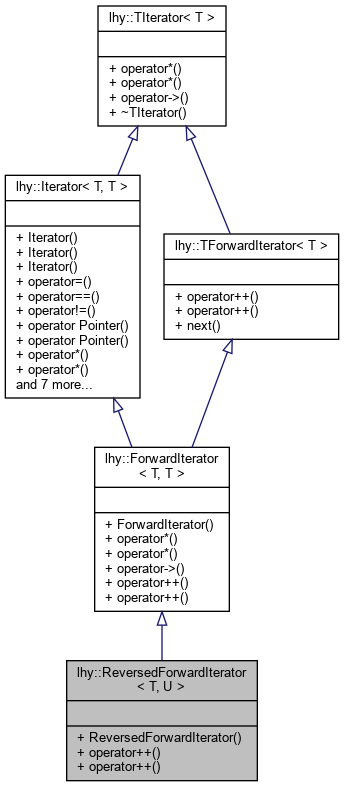 lhy::TIterator< T >
+ operator*()
+ operator*()
+ operator->()
+ ~TIterator()
lhy::Iterator< T, T >
+ Iterator()
+ Iterator()
+ Iterator()
+ operator=()
+ operator==()
+ operator!=()
+ operator Pointer()
+ operator Pointer()
+ operator*()
+ operator*()
and 7 more...
lhy::TForwardIterator< T >
+ operator++()
+ operator++()
+ next()
lhy::ForwardIterator
< T, T >
+ ForwardIterator()
+ operator*()
+ operator*()
+ operator->()
+ operator++()
+ operator++()
lhy::ReversedForwardIterator
< T, U >
+ ReversedForwardIterator()
+ operator++()
+ operator++()